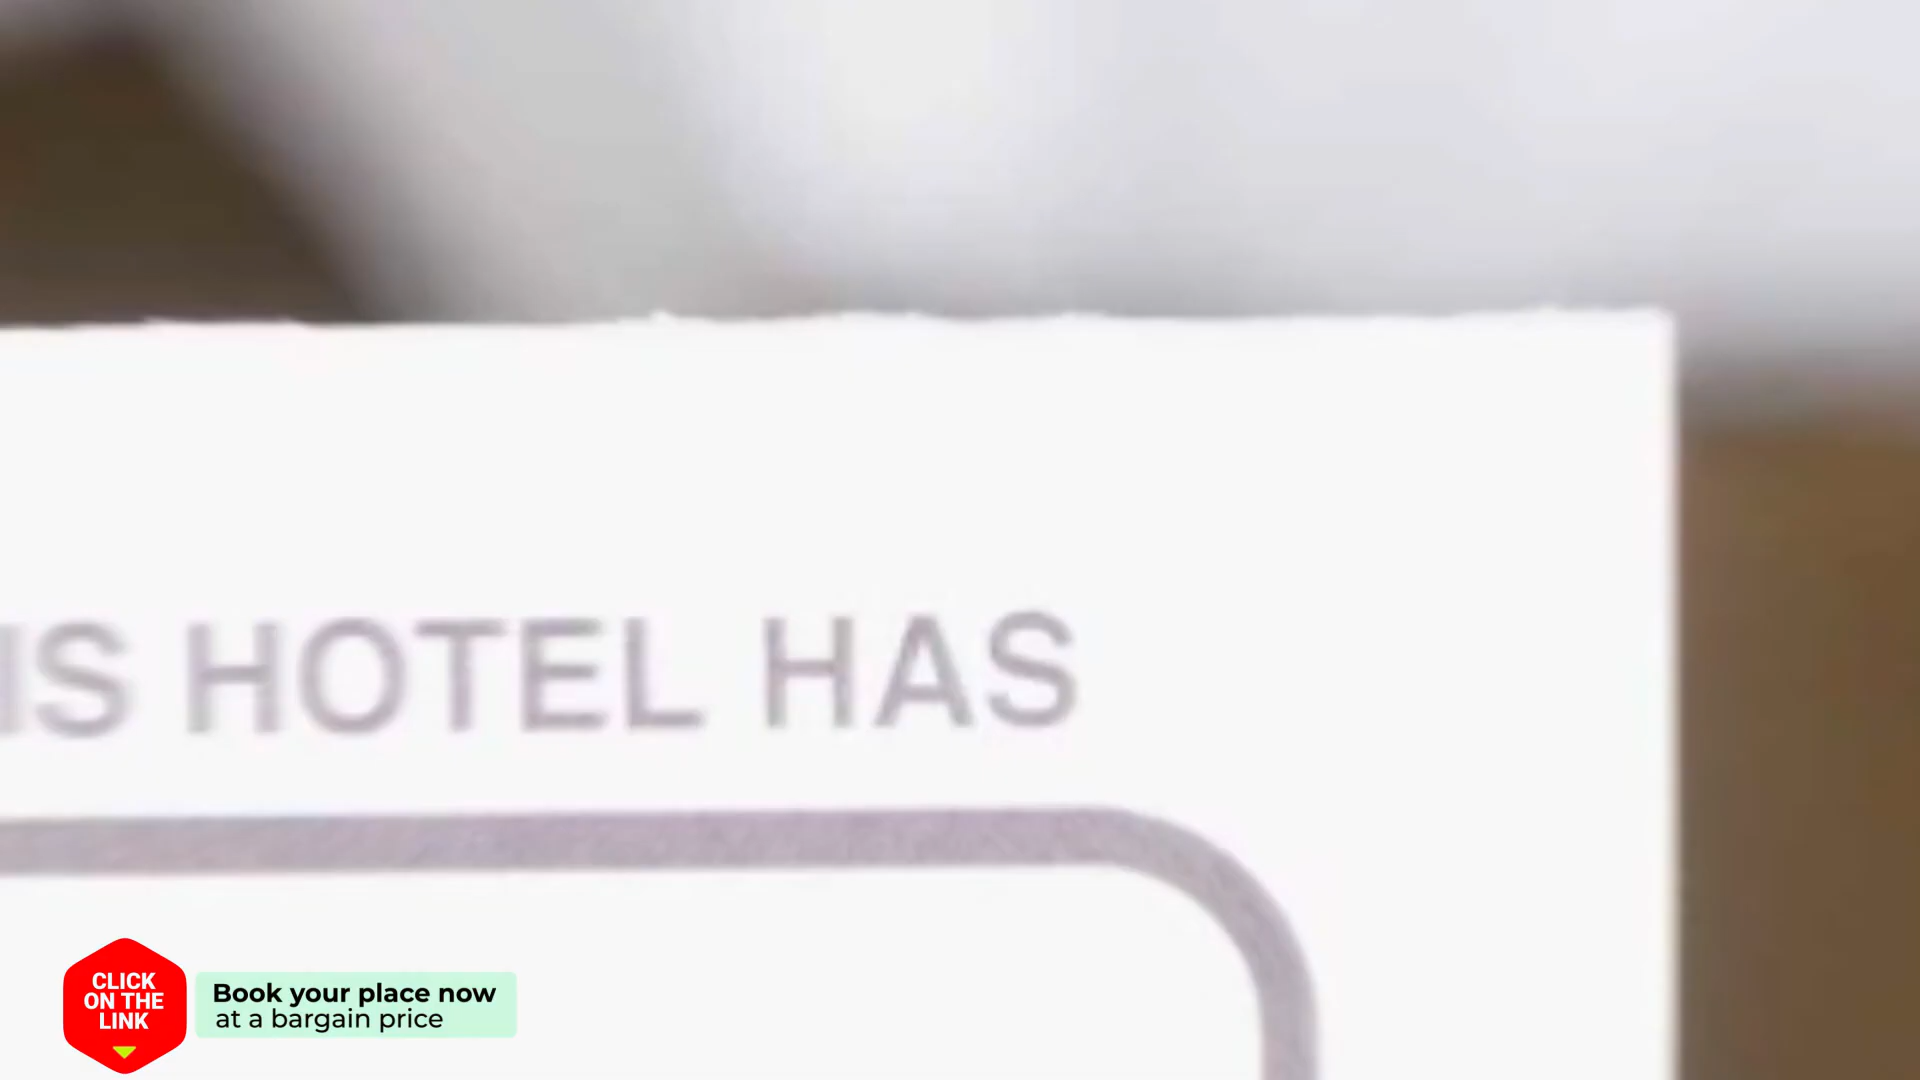 IS HOTEL HAS
CLICK
ON THE
LINK
Book your place now
at a bargain price